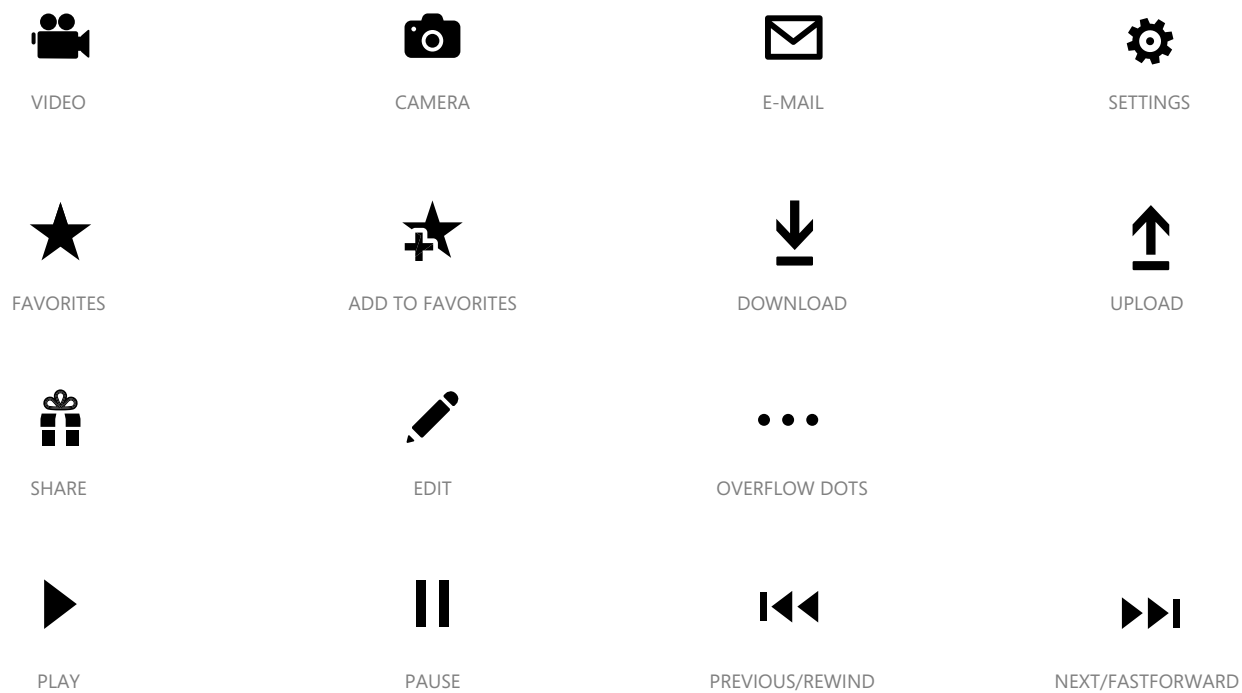 VIDEO
CAMERA
E-MAIL
SETTINGS
FAVORITES
ADD TO FAVORITES
DOWNLOAD
UPLOAD
SHARE
EDIT
OVERFLOW DOTS
PLAY
PAUSE
PREVIOUS/REWIND
NEXT/FASTFORWARD